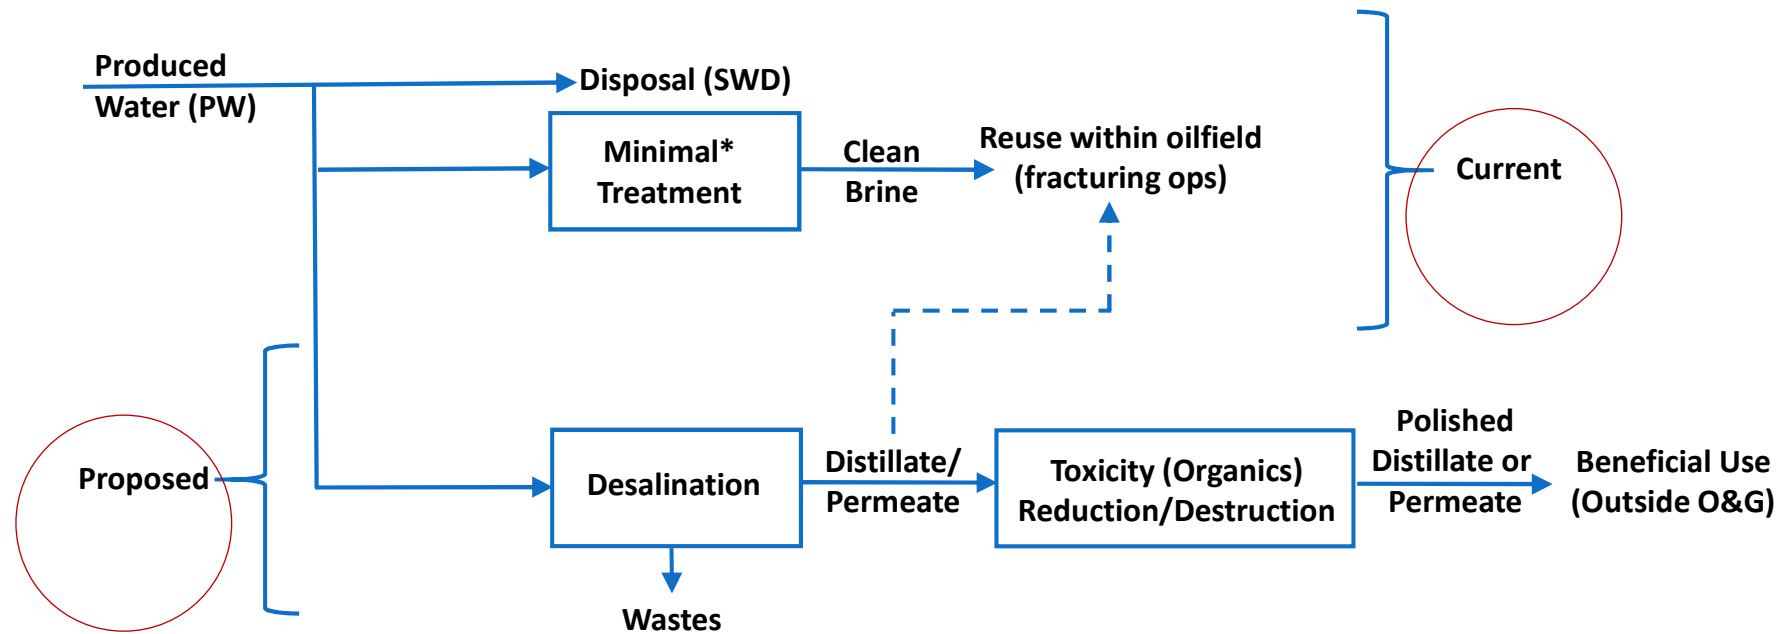 Produced
Water (PW)
Disposal (SWD)
Minimal*
Treatment
Clean
Brine
Reuse within oilfield
(fracturing ops)
Current
Proposed
Desalination
Distillate/
Permeate
Toxicity (Organics)
Reduction/Destruction
Polished
Distillate or
Permeate
Beneficial Use
(Outside O&G)
Wastes